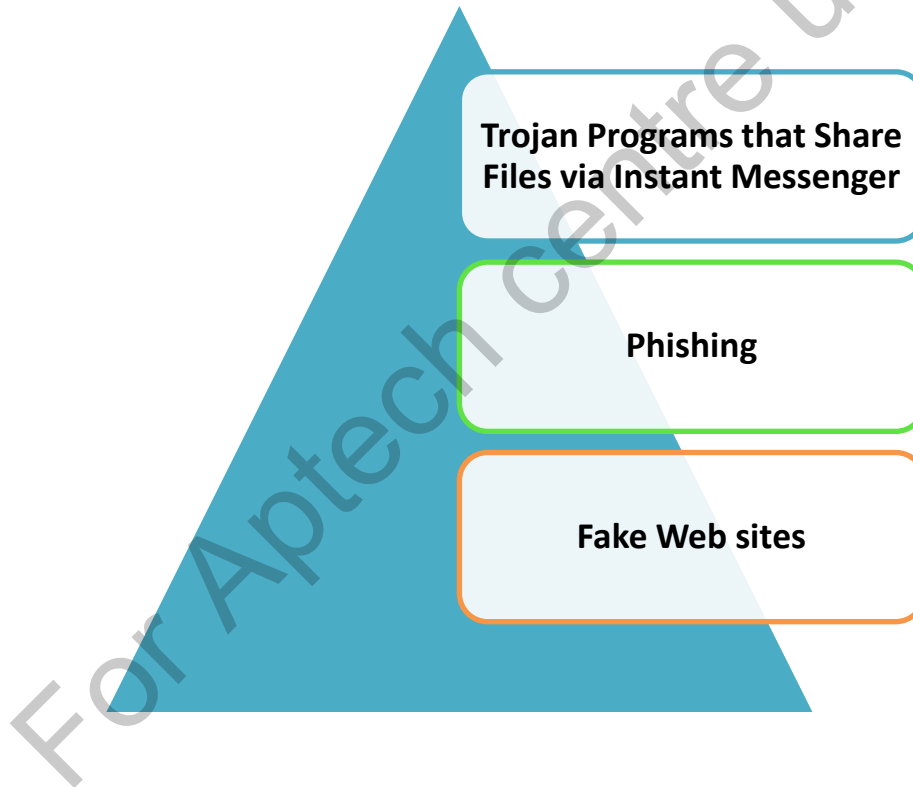 Trojan Programs that Share
Files via Instant Messenger
Phishing
Fake Web sites
For Aptech centre u